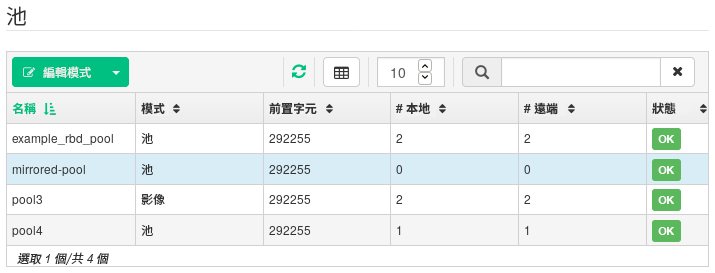 池
編輯模式 10
名稱 模式 前置字元 # 本地 # 遠端 狀態
example_rbd_pool 池 292255 2 2 OK
mirrored-pool 池 292255 0 0 OK
pool3 影像 292255 2 2 OK
pool4 池 292255 1 1 OK
選取 1 個/共 4 個